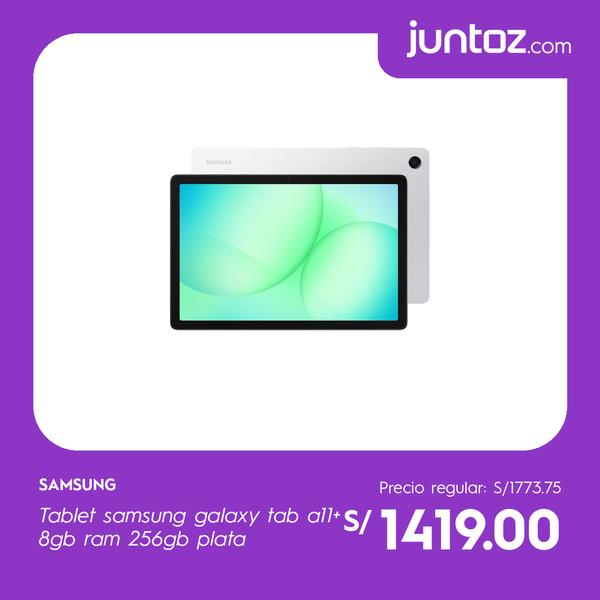 juntoz.com
SAMSUNG
SAMSUNG
Precio regular: S/1773.75
Tablet samsung galaxy tab a11+
8gb ram 256gb plata
S/ 1419.00